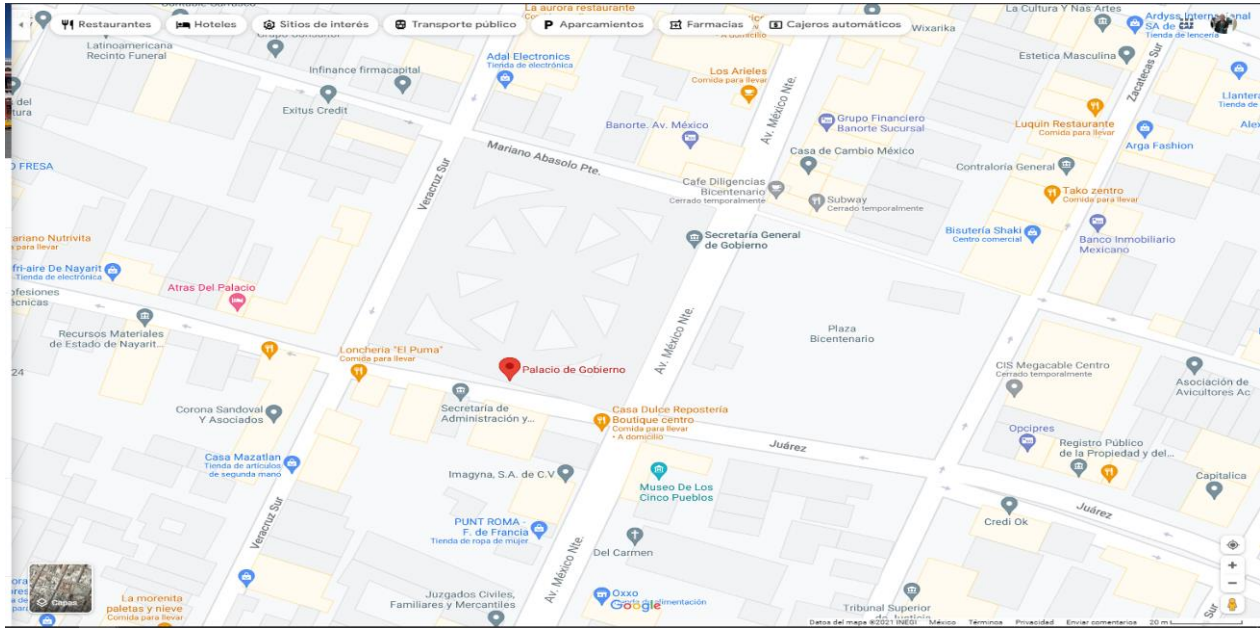 Restaurantes
Hoteles
Sitios de interés
Transporte público
Aparcamientos
Farmacias
Cajeros automáticos
La aurora restaurante
Wixarika
La Cultura Y Nas Artes
SA de
Tienda de lencería
Latinoamericana
Recinto Funeral
Infinance firmacapital
Exitus Credit
Adal Electronics
Tienda de electrónica
Los Arieles
Comida para llevar
Av. México Nte.
Estetica Masculina
Zacatecas Sur
Banorte. Av. México
Grupo Financiero
Banorte Sucursal
Casa de Cambio México
Luquin Restaurante
Comida para llevar
Arga Fashion
FRESA
Veracruz Sur
Mariano Abasolo Pte.
Cafe Diligencias
Bicentenario
Cerrado temporalmente
Subway
Cerrado temporalmente
Contraloría General
Tako zentro
Comida para llevar
Secretaría General
de Gobierno
Bisutería Shaki
Centro comercial
Banco Inmobiliario
Mexicano
ariano Nutrivita
para llevar
fri-aire De Nayarit
Tienda de electrónica
Atras Del Palacio
Recursos Materiales
de Estado de Nayarit...
24
Lonchería "El Puma"
Comida para llevar
Palacio de Gobierno
Av. México Nte.
Plaza
Bicentenario
CIS Megacable Centro
Cerrado temporalmente
Asociación de
Avicultores Ac
Corona Sandoval
Y Asociados
Secretaría de
Administración y...
Casa Dulce Repostería
Boutique centro
Comida para llevar
• A domicilio
Juárez
Opcipres
Registro Público
de la Propiedad y del...
Capitalica
Casa Mazatlan
Tienda de artículos
de segunda mano
Imagyna, S.A. de C.V
Museo De Los
Cinco Pueblos
Juárez
Credi Ok
Veracruz Sur
PUNT ROMA -
F. de Francia
Tienda de ropa de mujer
Av. México Nte.
Del Carmen
Capas
La morenita
paletas y nieve
Comida para llevar
Juzgados Civiles,
Familiares y Mercantiles
Oxxo
Google
Tribunal Superior
Sur
Datos del mapa ©2021 INEGI México Términos Privacidad Enviar comentarios 20 m